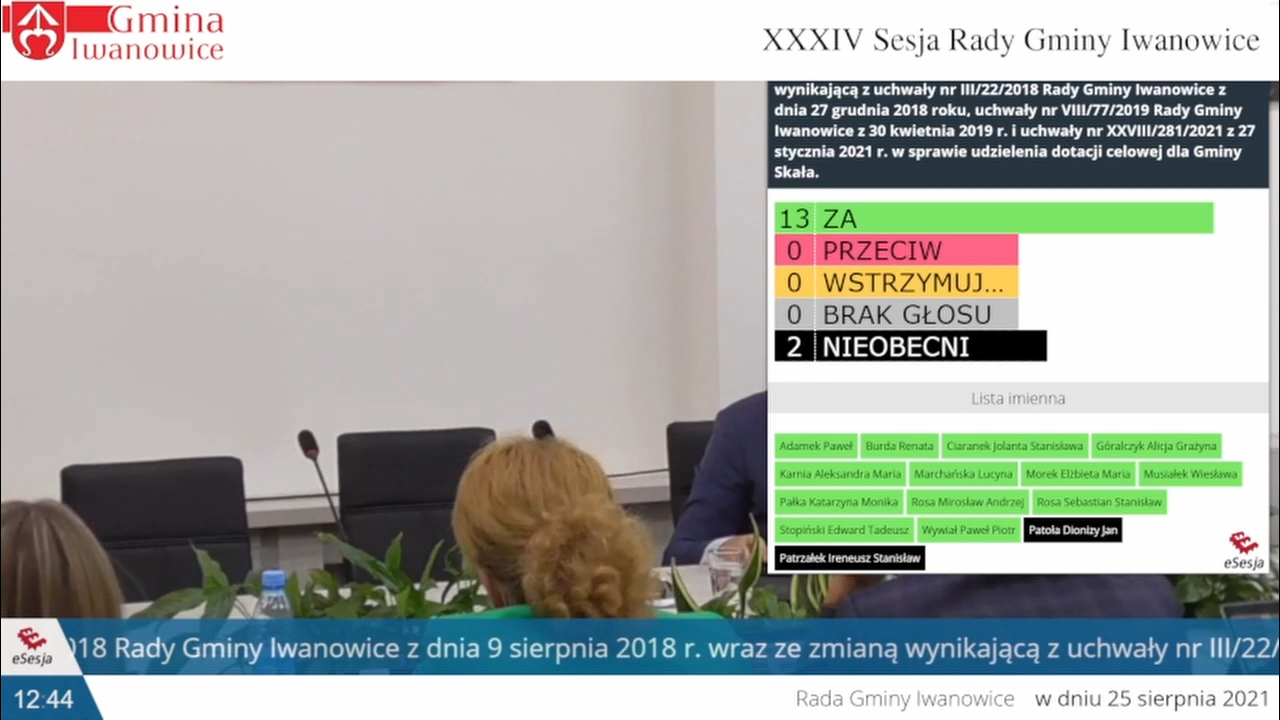 Gmina
Iwanowice
XXXIV Sesja Rady Gminy Iwanowice
wynikającą z uchwały nr III/22/2018 Rady Gminy Iwanowice z
dnia 27 grudnia 2018 roku, uchwały nr VIII/77/2019 Rady Gminy
Iwanowice z 30 kwietnia 2019 r. i uchwały nr XXVIII/281/2021 z 27
stycznia 2021 r. w sprawie udzielenia dotacji celowej dla Gminy
Skała.
13 ZA
0 PRZECIW
0 WSTRZYMUJ...
0 BRAK GŁOSU
2 NIEOBECNI
Lista imienna
Adamek Paweł Burda Renata Ciaranek Jolanta Stanisława Góralczyk Alicja Grażyna
Karnia Aleksandra Maria Marchańska Lucyna Morek Elżbieta Maria Musiałek Wiesława
Pałka Katarzyna Monika Rosa Mirosław Andrzej Rosa Sebastian Stanisław
Stopiński Edward Tadeusz Wywiał Paweł Piotr Patoła Dionizy Jan
Patrzałek Ireneusz Stanisław
eSesja
eSesja
018 Rady Gminy Iwanowice z dnia 9 sierpnia 2018 r. wraz ze zmianą wynikającą z uchwały nr III/22/
12:44
Rada Gminy Iwanowice w dniu 25 sierpnia 2021